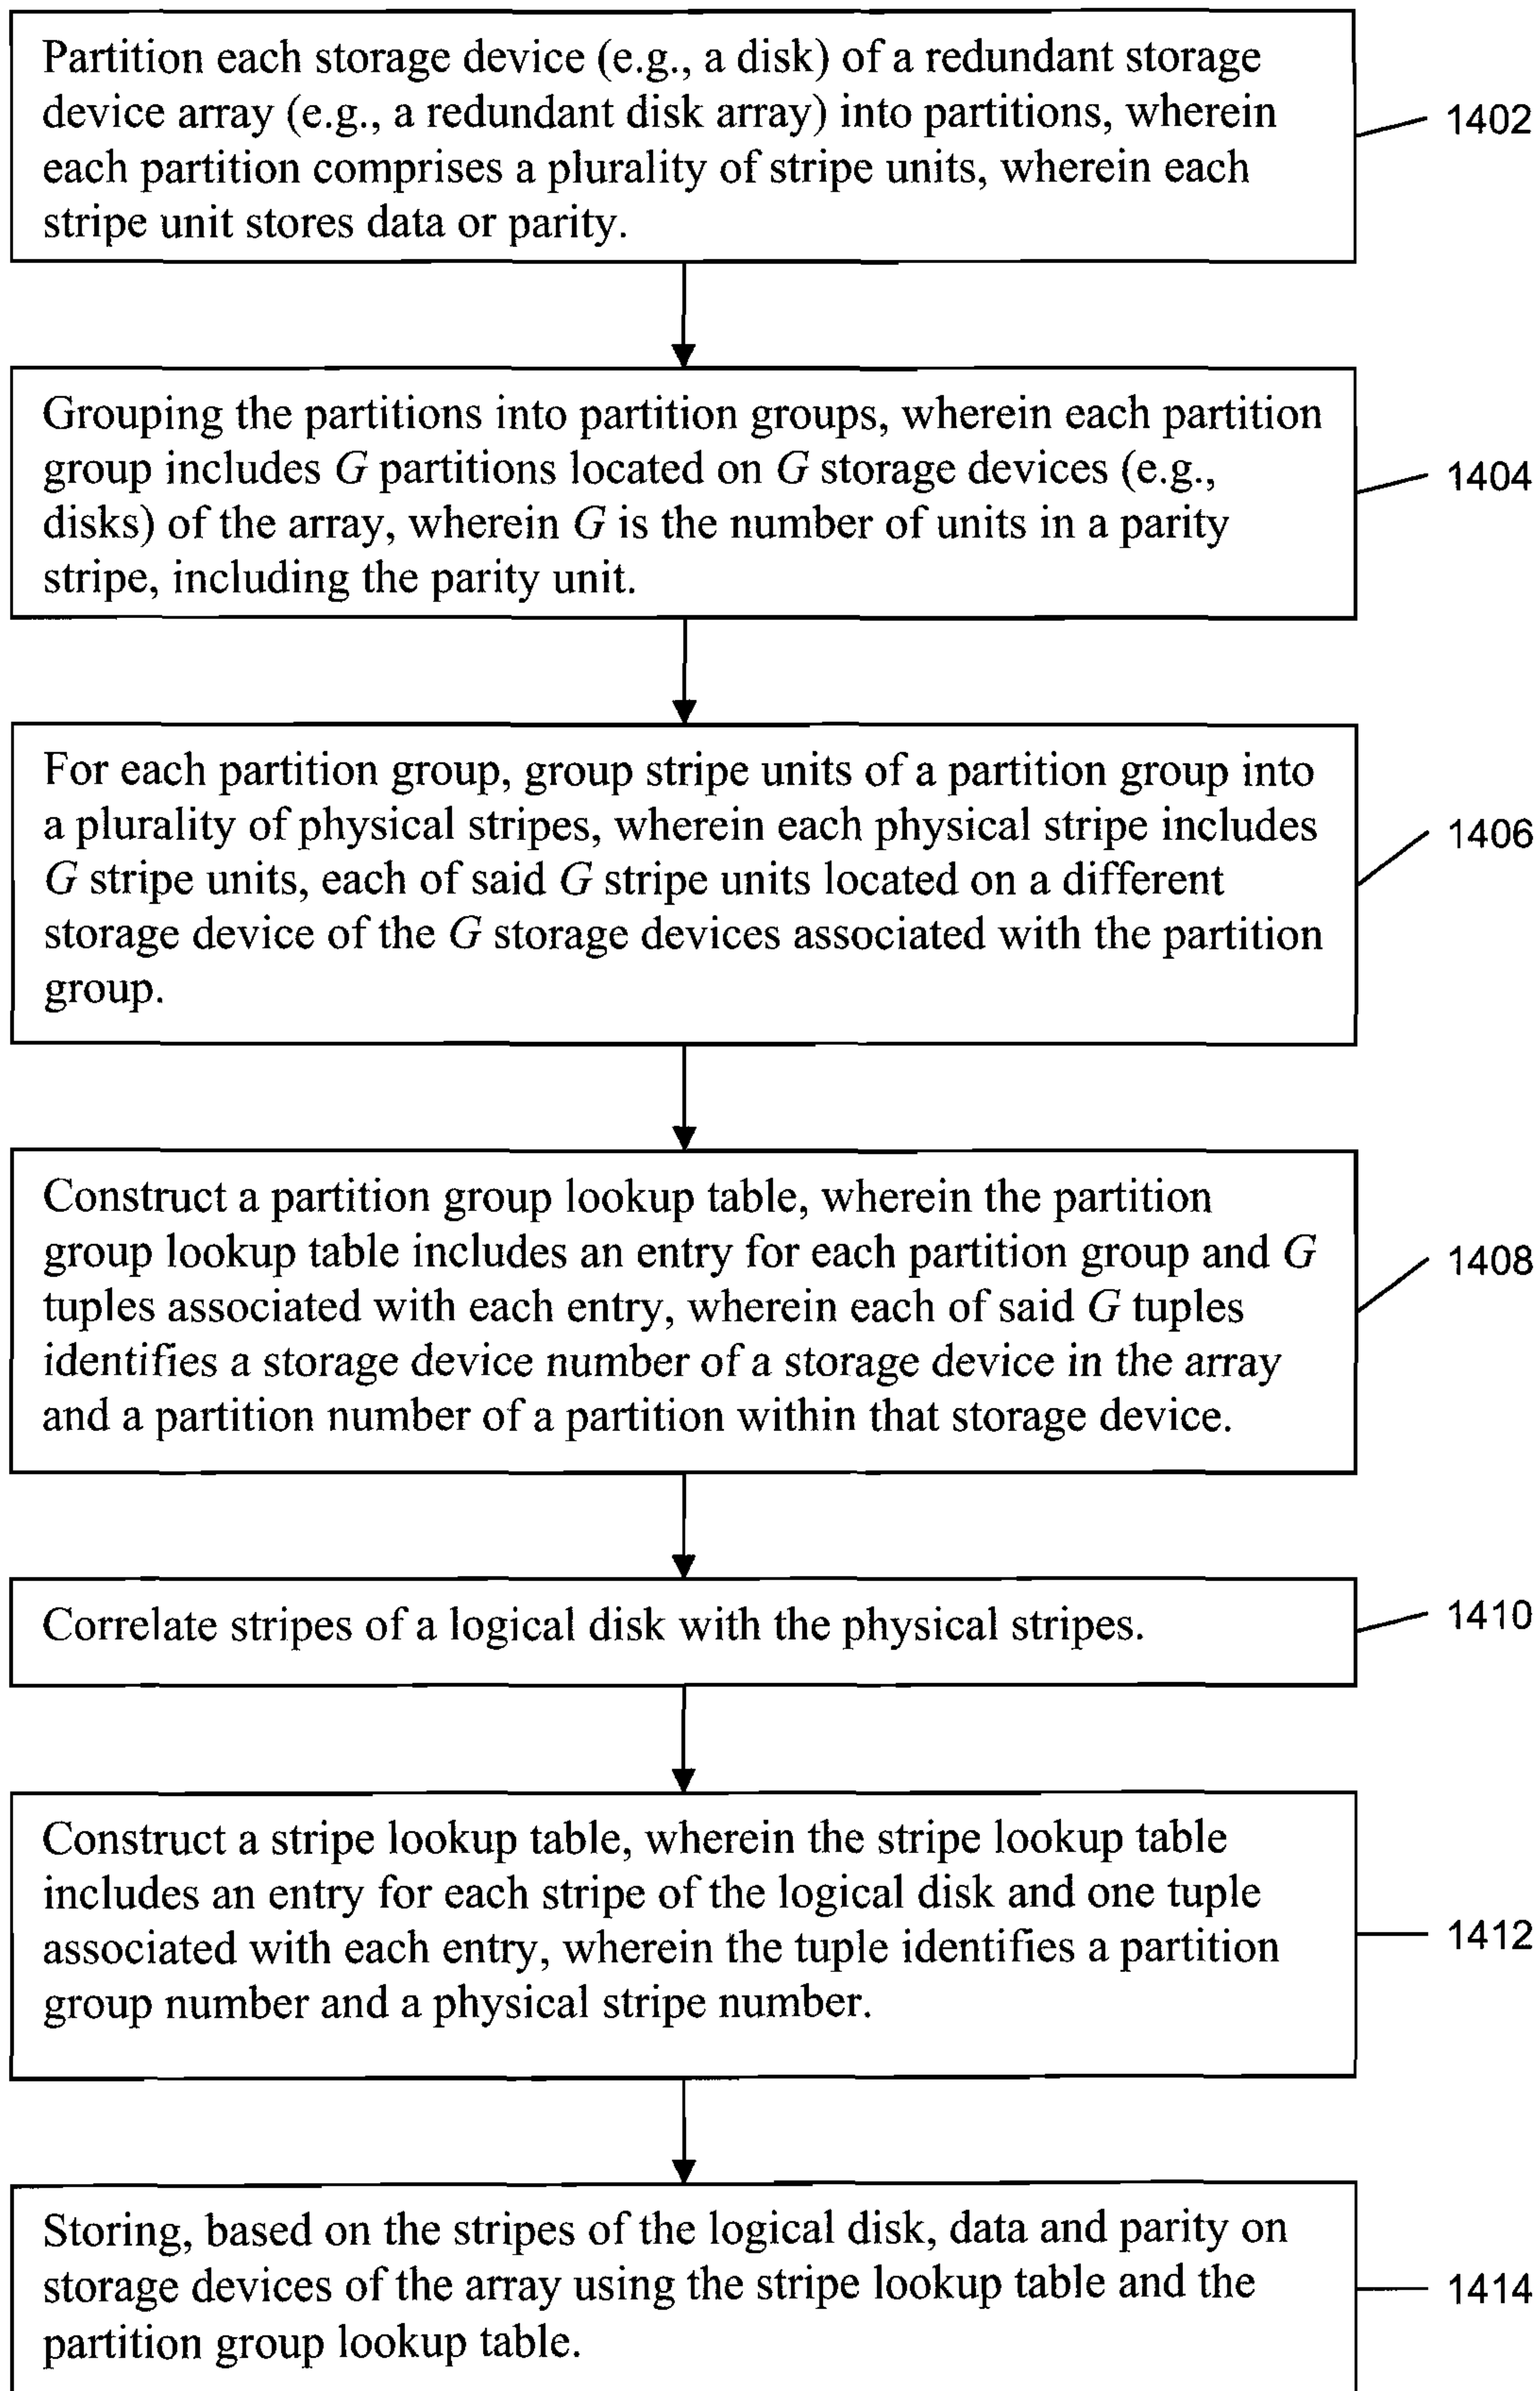 Partition each storage device (e.g., a disk) of a redundant storage
device array (e.g., a redundant disk array) into partitions, wherein
each partition comprises a plurality of stripe units, wherein each
stripe unit stores data or parity.
1402
Grouping the partitions into partition groups, wherein each partition
group includes G partitions located on G storage devices (e.g.,
disks) of the array, wherein G is the number of units in a parity
stripe, including the parity unit.
1404
For each partition group, group stripe units of a partition group into
a plurality of physical stripes, wherein each physical stripe includes
G stripe units, each of said G stripe units located on a different
storage device of the G storage devices associated with the partition
group.
1406
Construct a partition group lookup table, wherein the partition
group lookup table includes an entry for each partition group and G
tuples associated with each entry, wherein each of said G tuples
identifies a storage device number of a storage device in the array
and a partition number of a partition within that storage device.
1408
Correlate stripes of a logical disk with the physical stripes.
1410
Construct a stripe lookup table, wherein the stripe lookup table
includes an entry for each stripe of the logical disk and one tuple
associated with each entry, wherein the tuple identifies a partition
group number and a physical stripe number.
1412
Storing, based on the stripes of the logical disk, data and parity on
storage devices of the array using the stripe lookup table and the
partition group lookup table.
1414